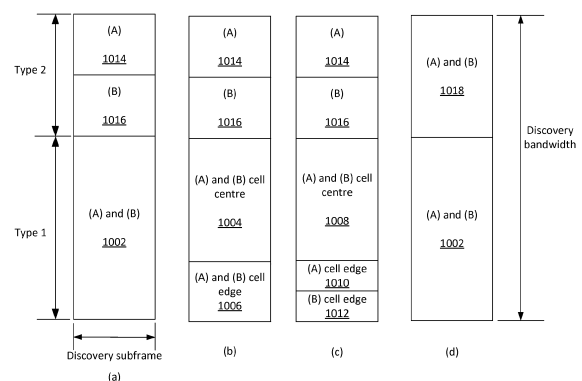 Type 2
Type 1
(A)
1014
(B)
1016
(A) and (B)
1002
Discovery subframe
(a)
(A)
1014
(B)
1016
(A) and (B) cell
centre
1004
(A) and (B) cell
edge
1006
(b)
(A)
1014
(B)
1016
(A) and (B) cell
centre
1008
(A) cell edge
1010
(B) cell edge
1012
(c)
(A) and (B)
1018
(A) and (B)
1002
(d)
Discovery
bandwidth